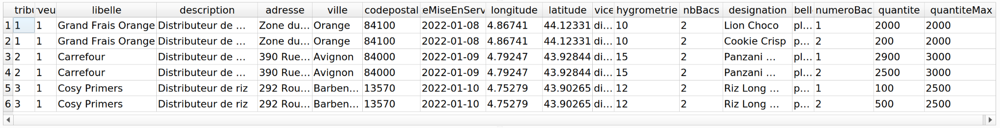 tribu veu libelle description adresse ville codepostal eMiseEnServ longitude latitude vice hygrometrie nbBacs designation bell numeroBac quantite quantiteMax
1 1 1 Grand Frais Orange Distributeur de ... Zone du... Orange 84100 2022-01-08 4.86741 44.12331 di... 10 2 Lion Choco pl... 1 2000 2000
2 1 1 Grand Frais Orange Distributeur de ... Zone du... Orange 84100 2022-01-08 4.86741 44.12331 di... 10 2 Cookie Crisp p... 2 200 2000
3 2 1 Carrefour Distributeur de ... 390 Rue... Avignon 84000 2022-01-09 4.79247 43.92844 di... 15 2 Panzani ... pl... 1 2900 3000
4 2 1 Carrefour Distributeur de ... 390 Rue... Avignon 84000 2022-01-09 4.79247 43.92844 di... 15 2 Panzani ... pl... 2 2500 3000
5 3 1 Cosy Primers Distributeur de riz 292 Rou... Barben... 13570 2022-01-10 4.75279 43.90265 di... 12 2 Riz Long ... p... 1 100 2500
6 3 1 Cosy Primers Distributeur de riz 292 Rou... Barben... 13570 2022-01-10 4.75279 43.90265 di... 12 2 Riz Long ... p... 2 500 2500